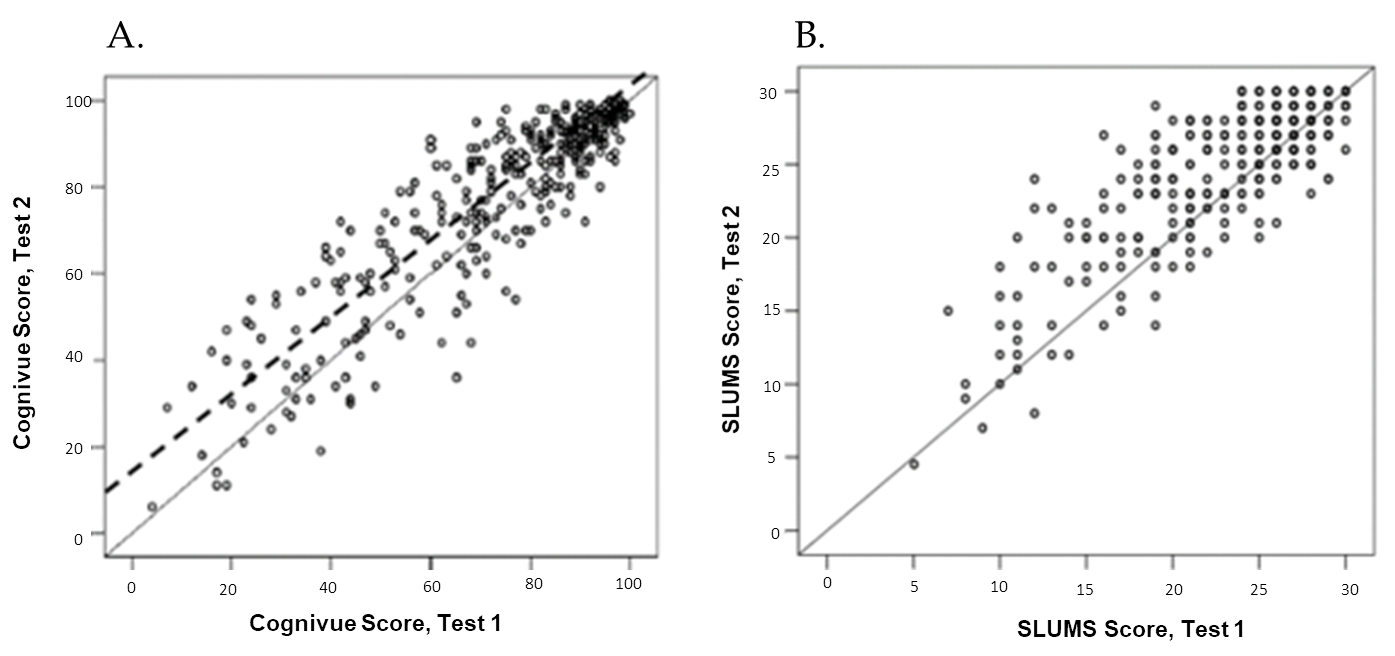 A.
Cognivue Score, Test 2
100
80
60
40
20
0
0 20 40 60 80 100
Cognivue Score, Test 1
B.
SLUMS Score, Test 2
30
25
20
15
10
5
0
0 5 10 15 20 25 30
SLUMS Score, Test 1